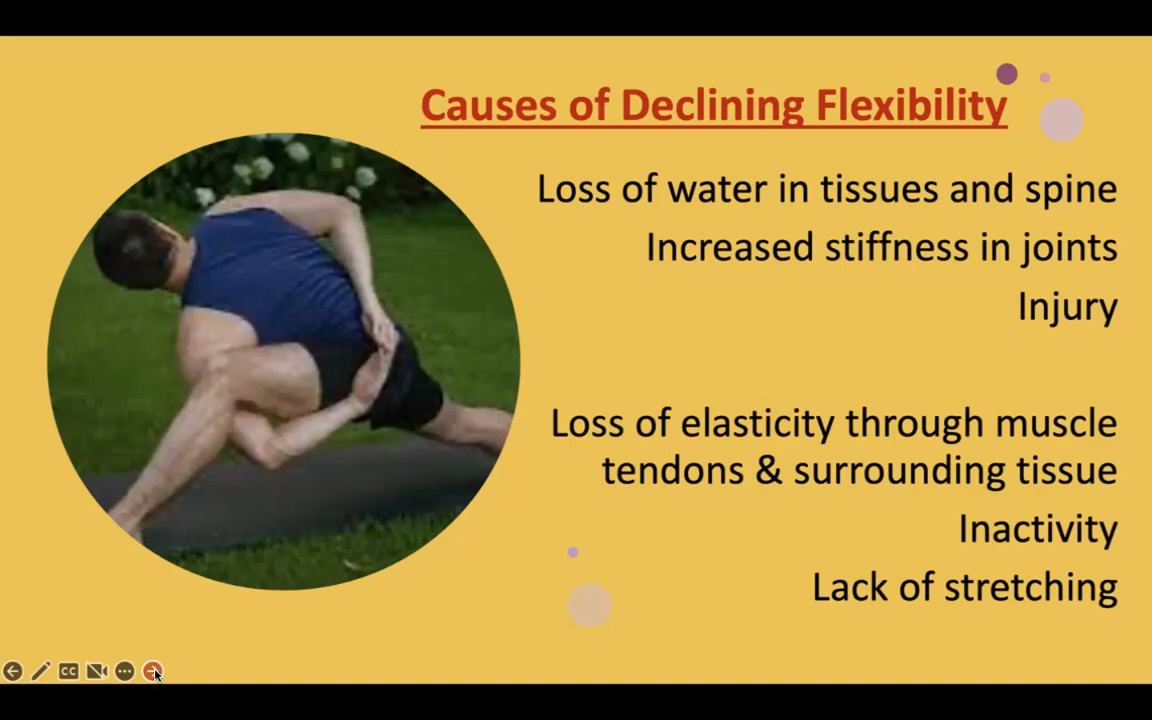 Causes of Declining Flexibility
Loss of water in tissues and spine
Increased stiffness in joints
Injury
Loss of elasticity through muscle
tendons & surrounding tissue
Inactivity
Lack of stretching
CC